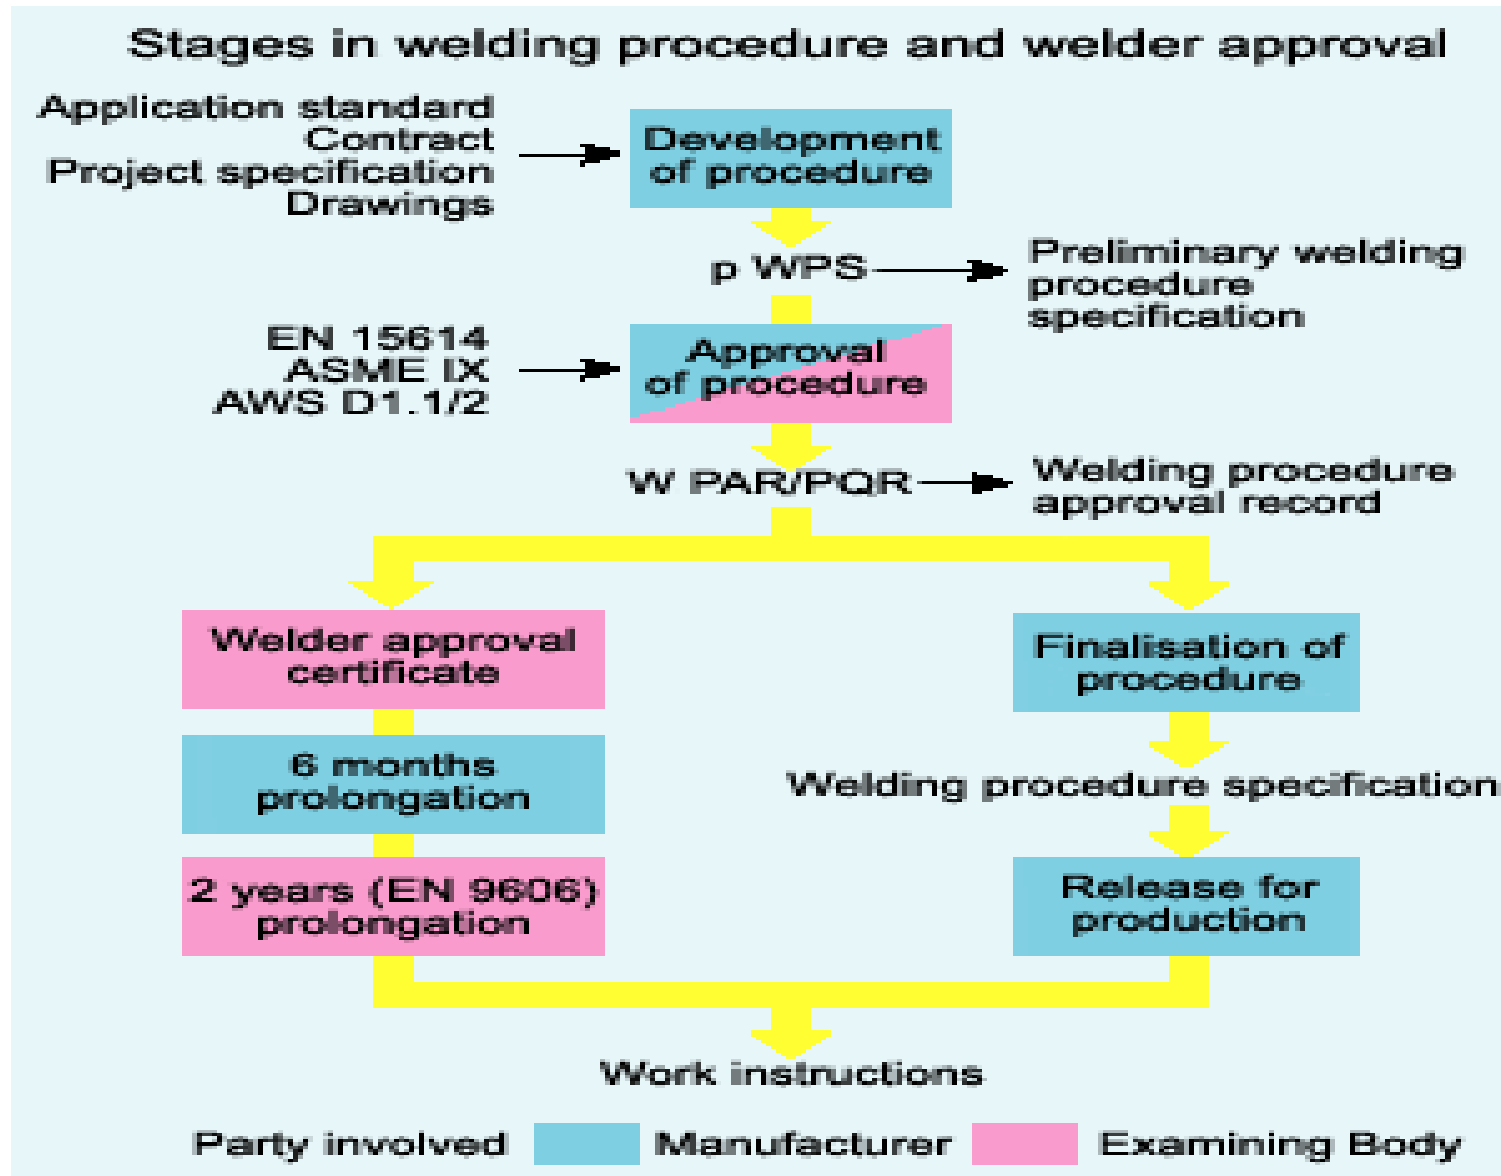 Stages in welding procedure and welder approval
Application standard
Contract
Project specification
Drawings
Development
of procedure
p WPS
Preliminary welding
procedure
specification
EN 15614
ASME IX
AWS D1.1/2
Approval
of procedure
W PAR/PQR
Welding procedure
approval record
Welder approval
certificate
6 months
prolongation
2 years (EN 9606)
prolongation
Finalisation of
procedure
Welding procedure specification
Release for
production
Work instructions
Party involved
Manufacturer
Examining Body